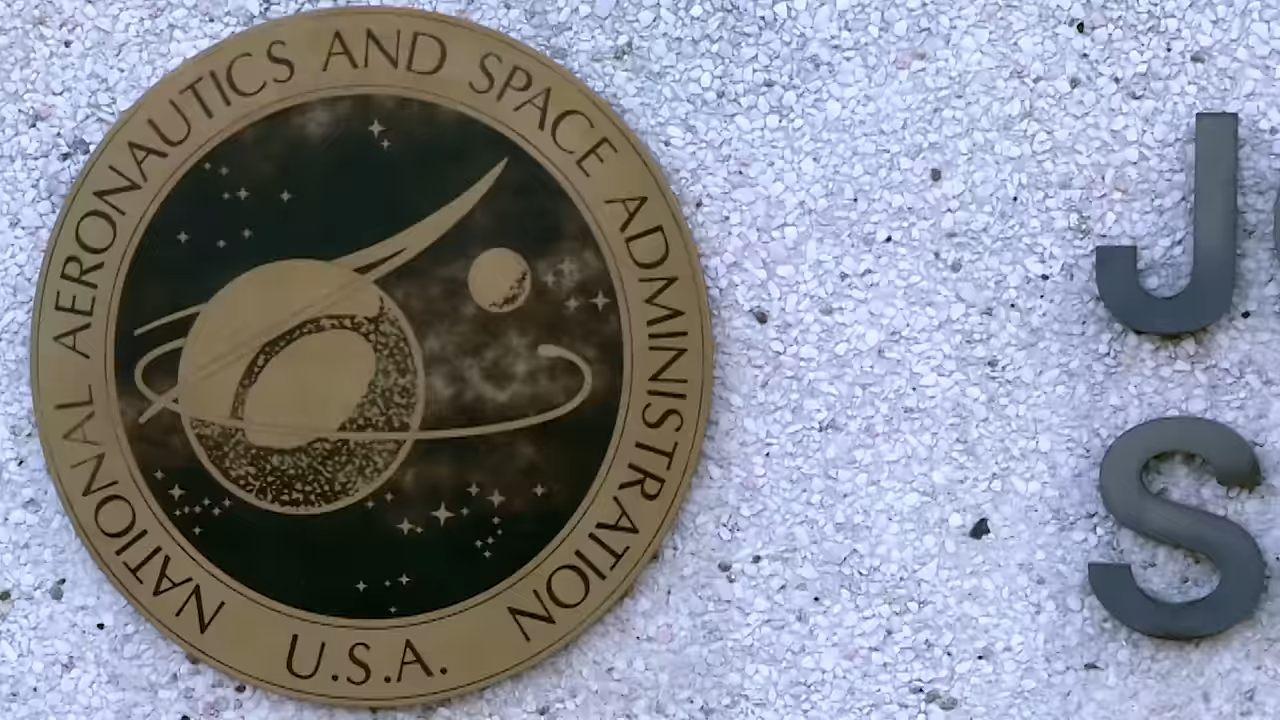 NATIONAL AERONAUTICS AND SPACE ADMINISTRATION
U.S.A.
J
S